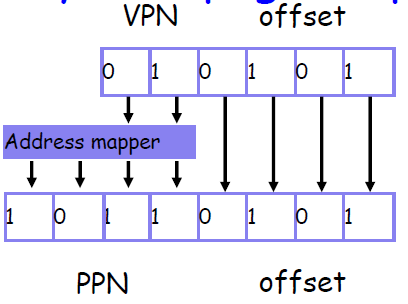 VPN offset
0 1 0 1 0 1
Address mapper
1 0 1 1 0 1 0 1
PPN offset